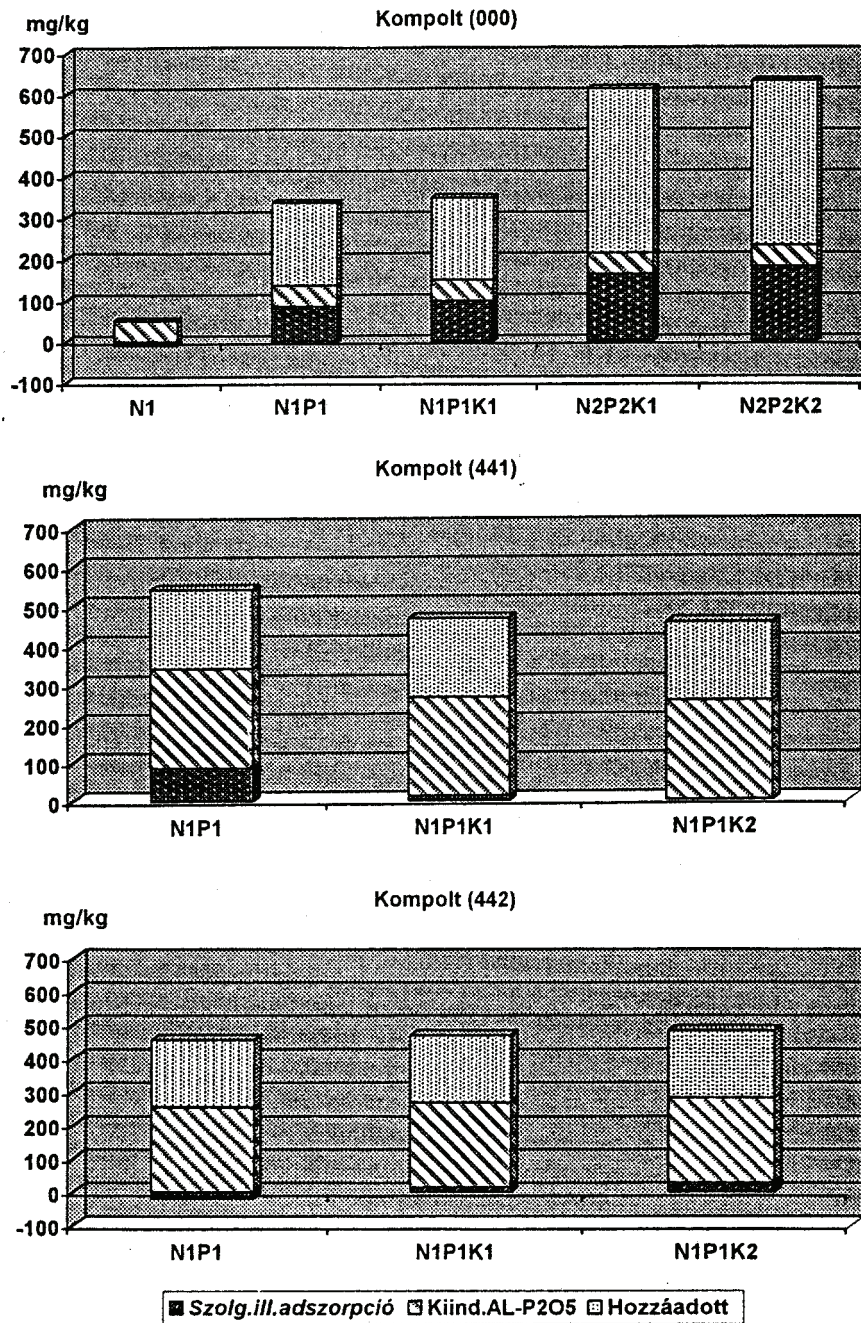 Kompolt (000)
mg/kg
700
600
500
400
300
200
100
0
-100
N1 N1P1 N1P1K1 N2P2K1 N2P2K2
Kompolt (441)
mg/kg
700
600
500
400
300
200
100
0
N1P1 N1P1K1 N1P1K2
Kompolt (442)
mg/kg
700
600
500
400
300
200
100
0
-100
N1P1 N1P1K1 N1P1K2
Szolg.ill.adszorpció Kiind.AL-P2O5 Hozzáadott